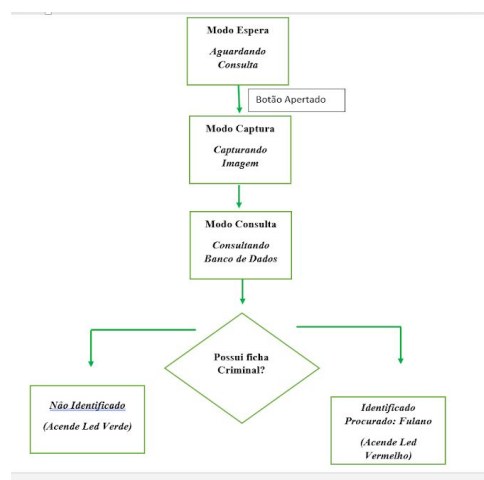 Modo Espera
Aguardando
Consulta
Botão Apertado
Modo Captura
Capturando
Imagem
Modo Consulta
Consultando
Banco de Dados
Possui ficha
Criminal?
Não Identificado
(Acende Led Verde)
Identificado
Procurado: Fulano
(Acende Led
Vermelho)